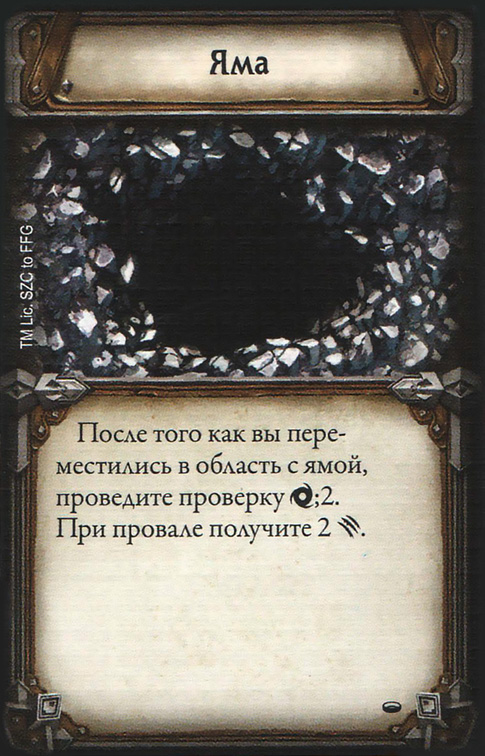 Яма
TM Lic. SZC to FFG
После того как вы пере-
местились в область с ямой,
проведите проверку ;2.
При провале получите 2 .